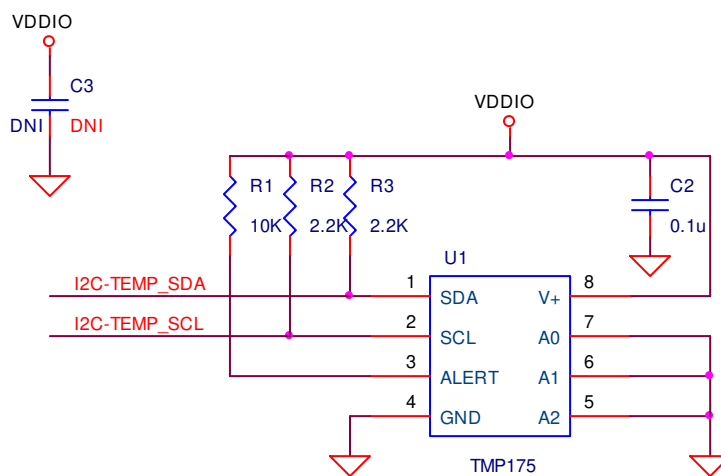 VDDIO
C3
DNI DNI
VDDIO
R1 R2 R3 C2
10K 2.2K 2.2K 0.1u
U1
I2C-TEMP_SDA 1 SDA V+ 8
I2C-TEMP_SCL 2 SCL A0 7
3 ALERT A1 6
4 GND A2 5
TMP175